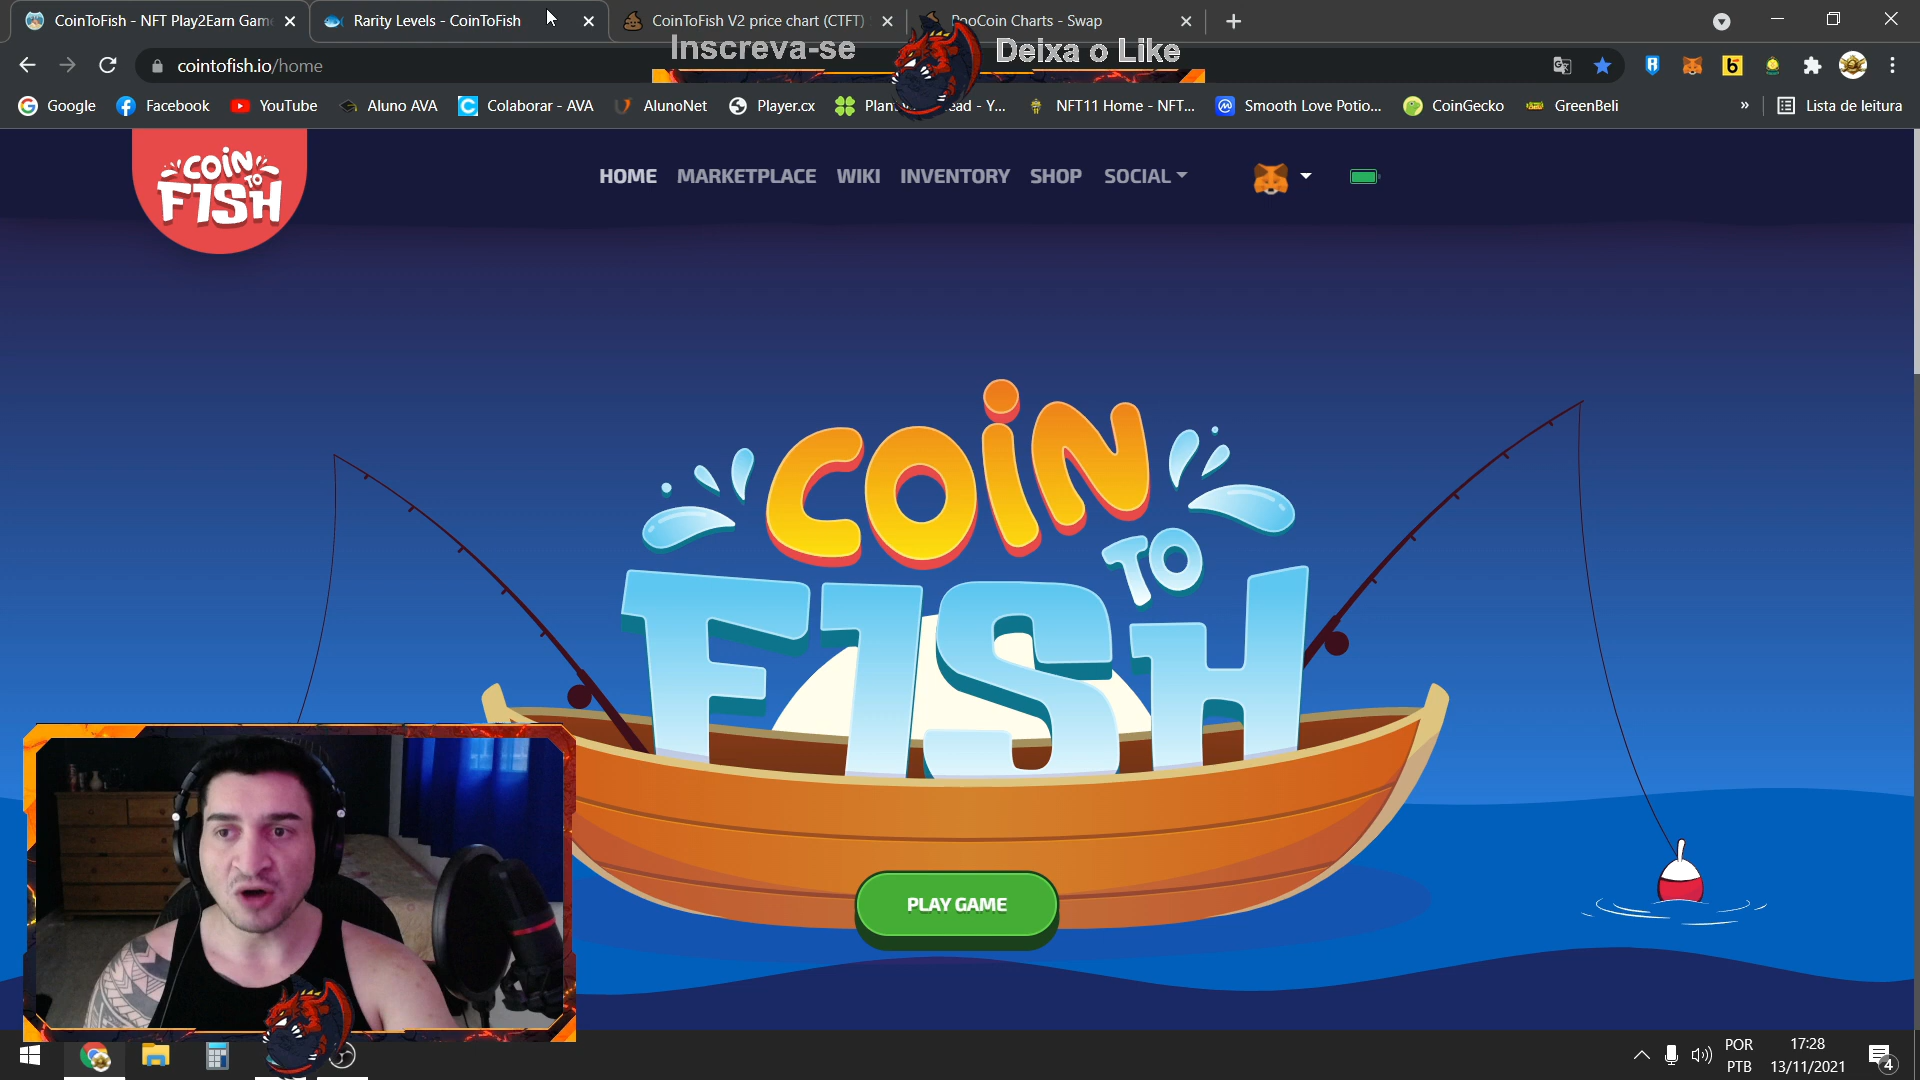 CoinToFish - NFT Play2Earn Gam
Rarity Levels - CoinToFish
CoinToFish V2 price chart (CTFT)
PooCoin Charts - Swap
Inscreva-se
Deixa o Like
cointofish.io/home
Google
Facebook
YouTube
Aluno AVA
Colaborar - AVA
AlunoNet
Player.cx
NFT11 Home - NFT...
Smooth Love Potio...
CoinGecko
GreenBeli
»
Lista de leitura
COIN TO FISH
HOME
MARKETPLACE
WIKI
INVENTORY
SHOP
SOCIAL
COIN
TO
FISH
PLAY GAME
POR
PTB
17:28
13/11/2021
4